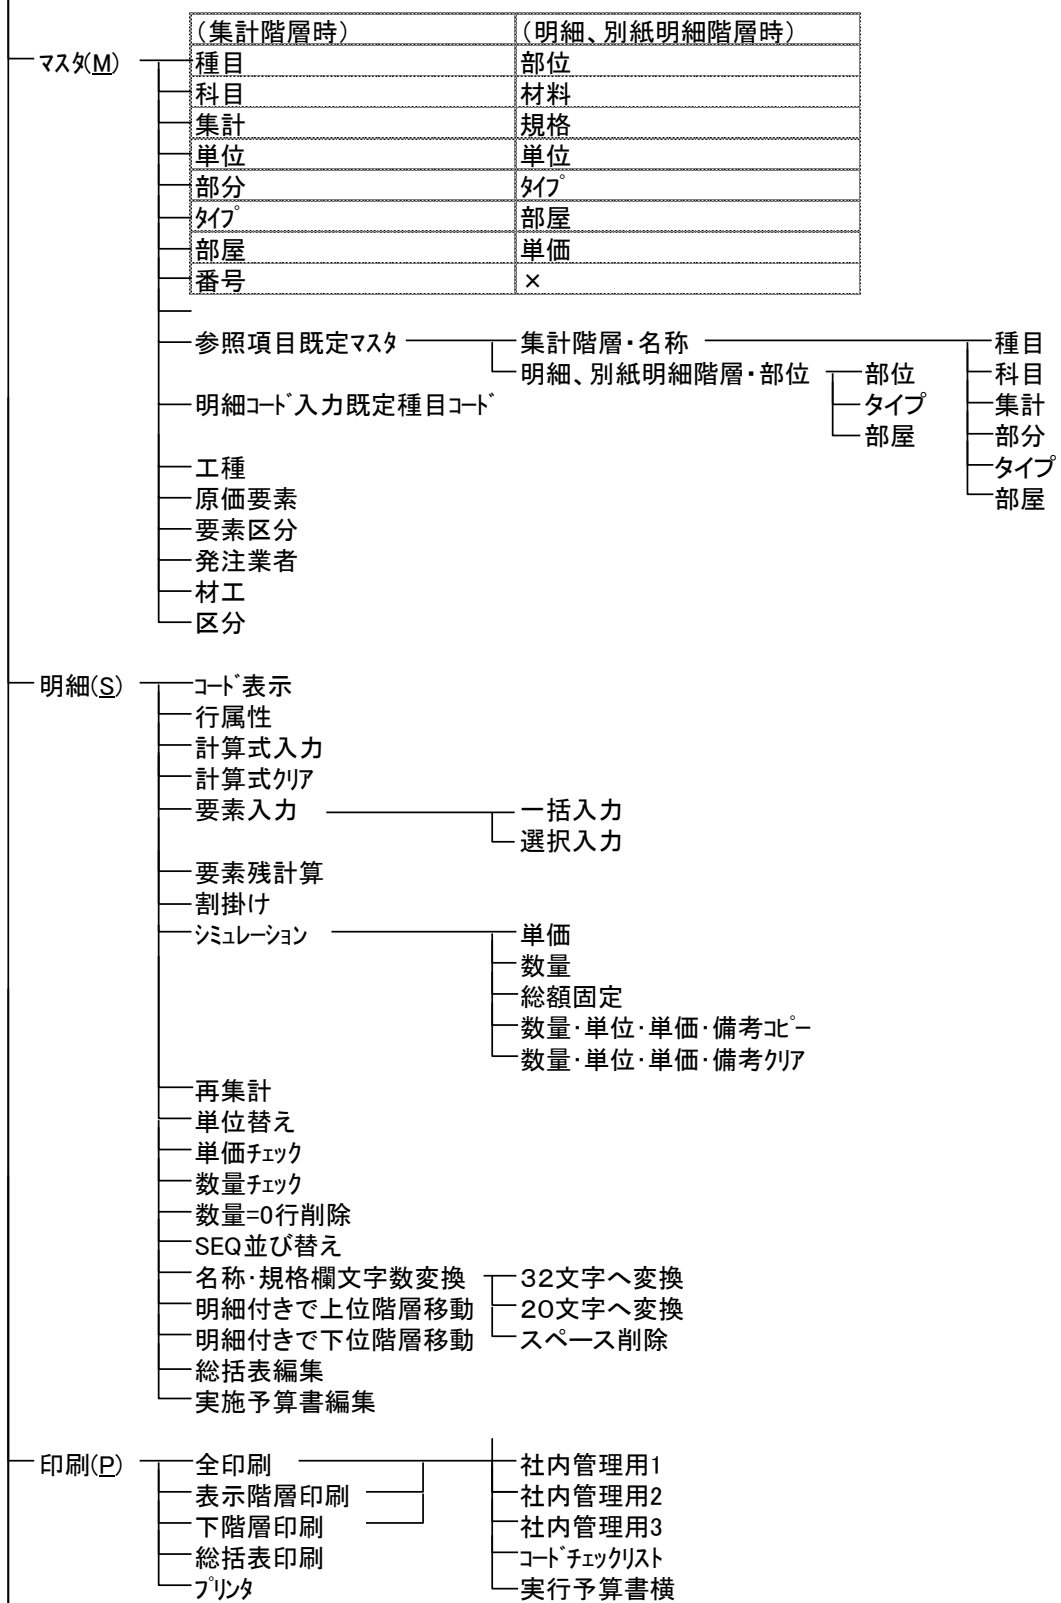 （集計階層時） （明細、別紙明細階層時）
ﾏｽﾀ(M) 種目 部位
科目 材料
集計 規格
単位 単位
部分 ﾀｲﾌﾟ
ﾀｲﾌﾟ 部屋
部屋 単価
番号 ×
参照項目既定ﾏｽﾀ 集計階層・名称 種目
明細、別紙明細階層・部位 部位 科目
明細ｺｰﾄﾞ入力既定種目ｺｰﾄﾞ タイプ 集計
部屋 部分
工種 タイプ
原価要素 部屋
要素区分
発注業者
材工
区分
明細(S) ｺｰﾄﾞ表示
行属性
計算式入力
計算式ｸﾘｱ
要素入力 一括入力
選択入力
要素残計算
割掛け
ｼﾐｭﾚｰｼｮﾝ 単価
数量
総額固定
数量･単位･単価･備考ｺﾋﾟｰ
数量･単位･単価･備考ｸﾘｱ
再集計
単位替え
単価ﾁｪｯｸ
数量ﾁｪｯｸ
数量=0行削除
SEQ並び替え
名称･規格欄文字数変換 ３２文字へ変換
明細付きで上位階層移動 ２０文字へ変換
明細付きで下位階層移動 スペース削除
総括表編集
実施予算書編集
印刷(P) 全印刷 社内管理用1
表示階層印刷 社内管理用2
下階層印刷 社内管理用3
総括表印刷 ｺｰﾄﾞﾁｪｯｸﾘｽﾄ
ﾌﾟﾘﾝﾀ 実行予算書横